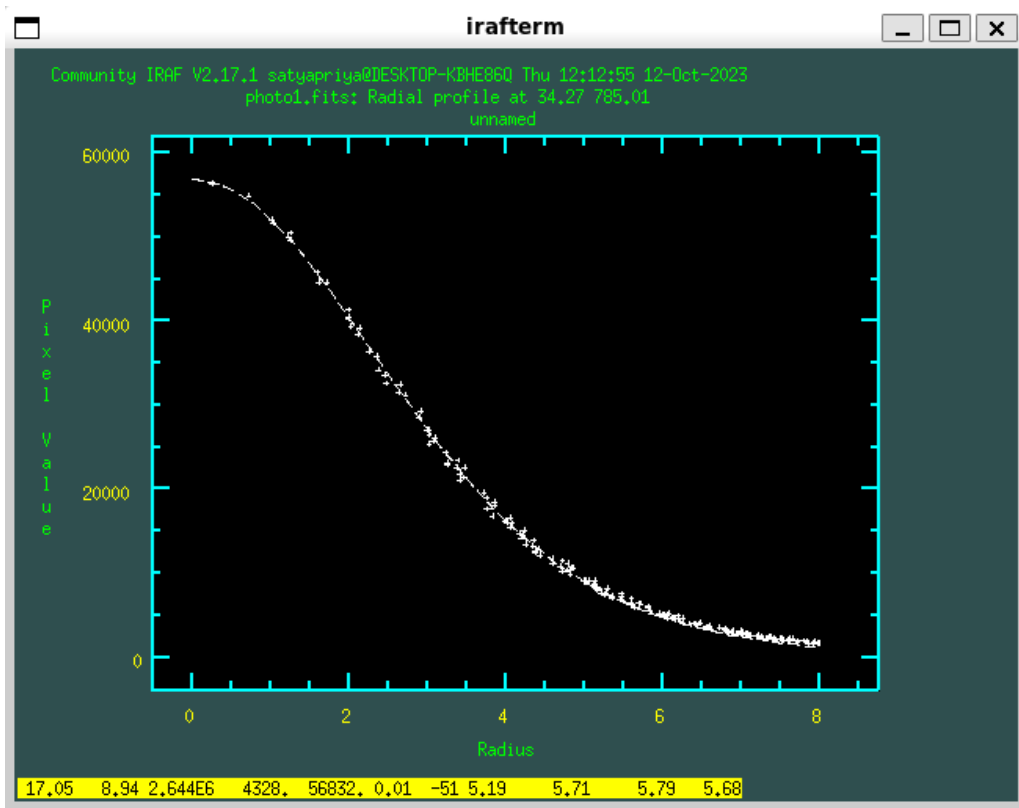 irafterm
Community IRAF V2.17.1 satyapriya@DESKTOP-KBHE86Q Thu 12:12:55 12-Oct-2023
photo1.fits: Radial profile at 34.27 785.01
unnamed
60000
40000
20000
0
Pixel Value
0 2 4 6 8
Radius
17.05 8.94 2.644E6 4328. 56832. 0.01 -51 5.19 5.71 5.79 5.68